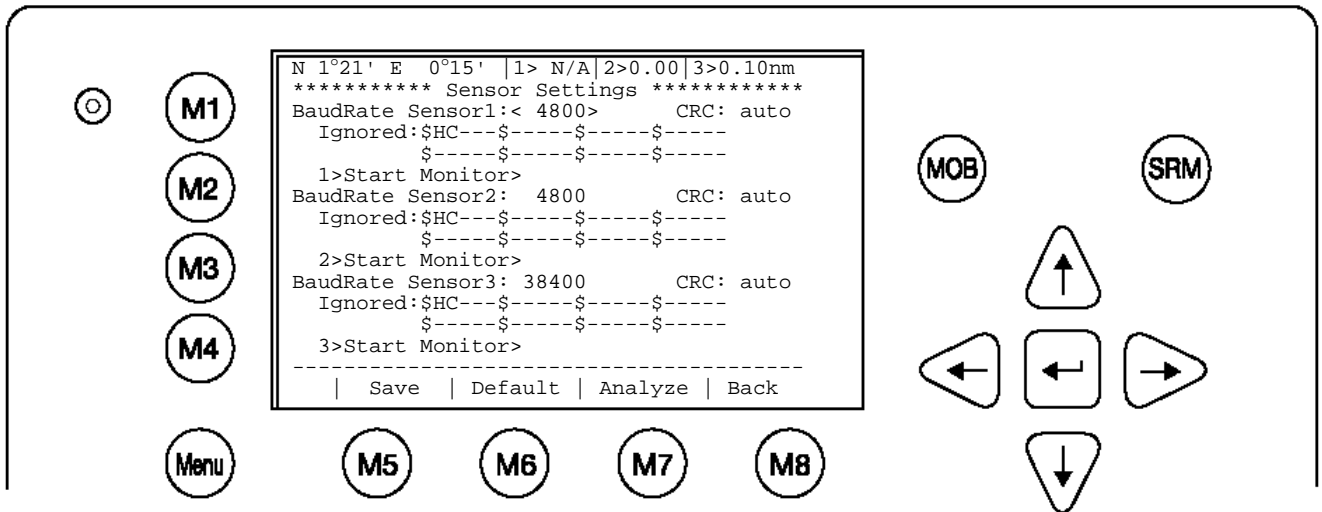 N 1°21' E  0°15' |1> N/A|2>0.00|3>0.10nm
*********** Sensor Settings ************
BaudRate Sensor1:< 4800>     CRC: auto
  Ignored:$HC---$-----$-----$-----
          $-----$-----$-----$-----
  1>Start Monitor>
BaudRate Sensor2:  4800      CRC: auto
  Ignored:$HC---$-----$-----$-----
          $-----$-----$-----$-----
  2>Start Monitor>
BaudRate Sensor3: 38400      CRC: auto
  Ignored:$HC---$-----$-----$-----
          $-----$-----$-----$-----
  3>Start Monitor>
----------------------------------------
   |  Save  | Default | Analyze | Back
M1
M2
M3
M4
Menu
M5
M6
M7
M8
MOB
SRM